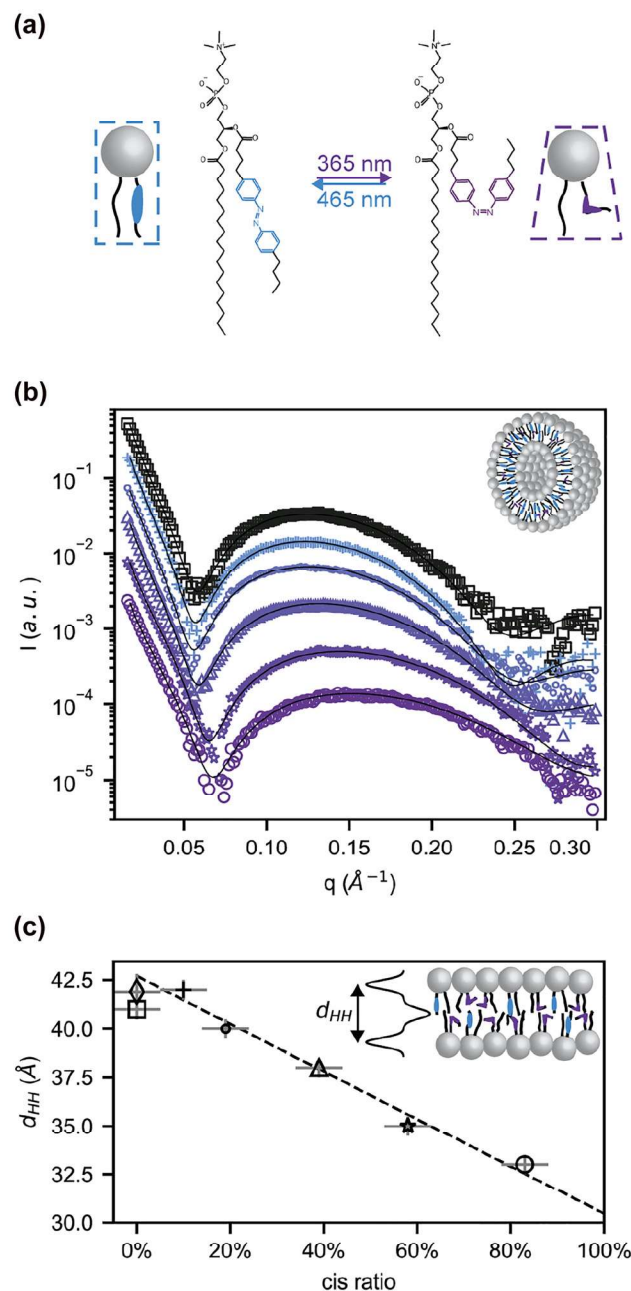 (a)
N+
O-
O
P
O
O
O
O
O
O
N
N
365 nm
465 nm
N+
O-
O
P
O
O
O
O
O
O
N=N
(b)
I (a. u.)
10−1
10−2
10−3
10−4
10−5
0.05 0.10 0.15 0.20 0.25 0.30
q (Å−1)
(c)
dHH (Å)
42.5
40.0
37.5
35.0
32.5
30.0
dHH
0% 20% 40% 60% 80% 100%
cis ratio